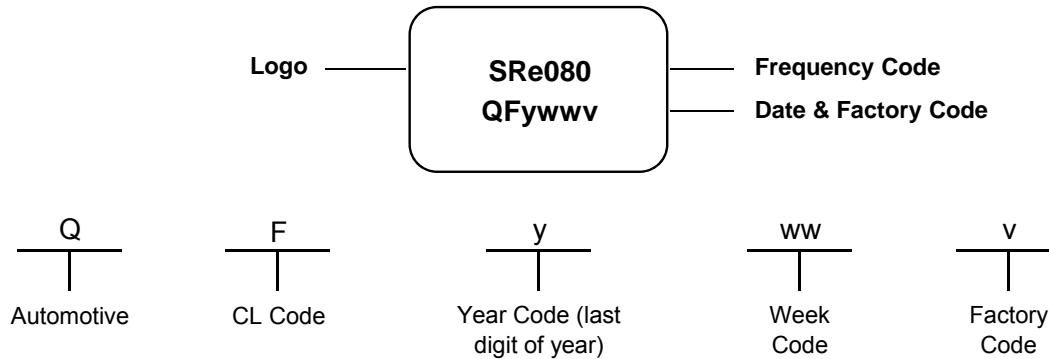 Logo
SRe080
Frequency Code
QFywwv
Date & Factory Code
Q
F
y
ww
v
Automotive
CL Code
Year Code (last
digit of year)
Week
Code
Factory
Code